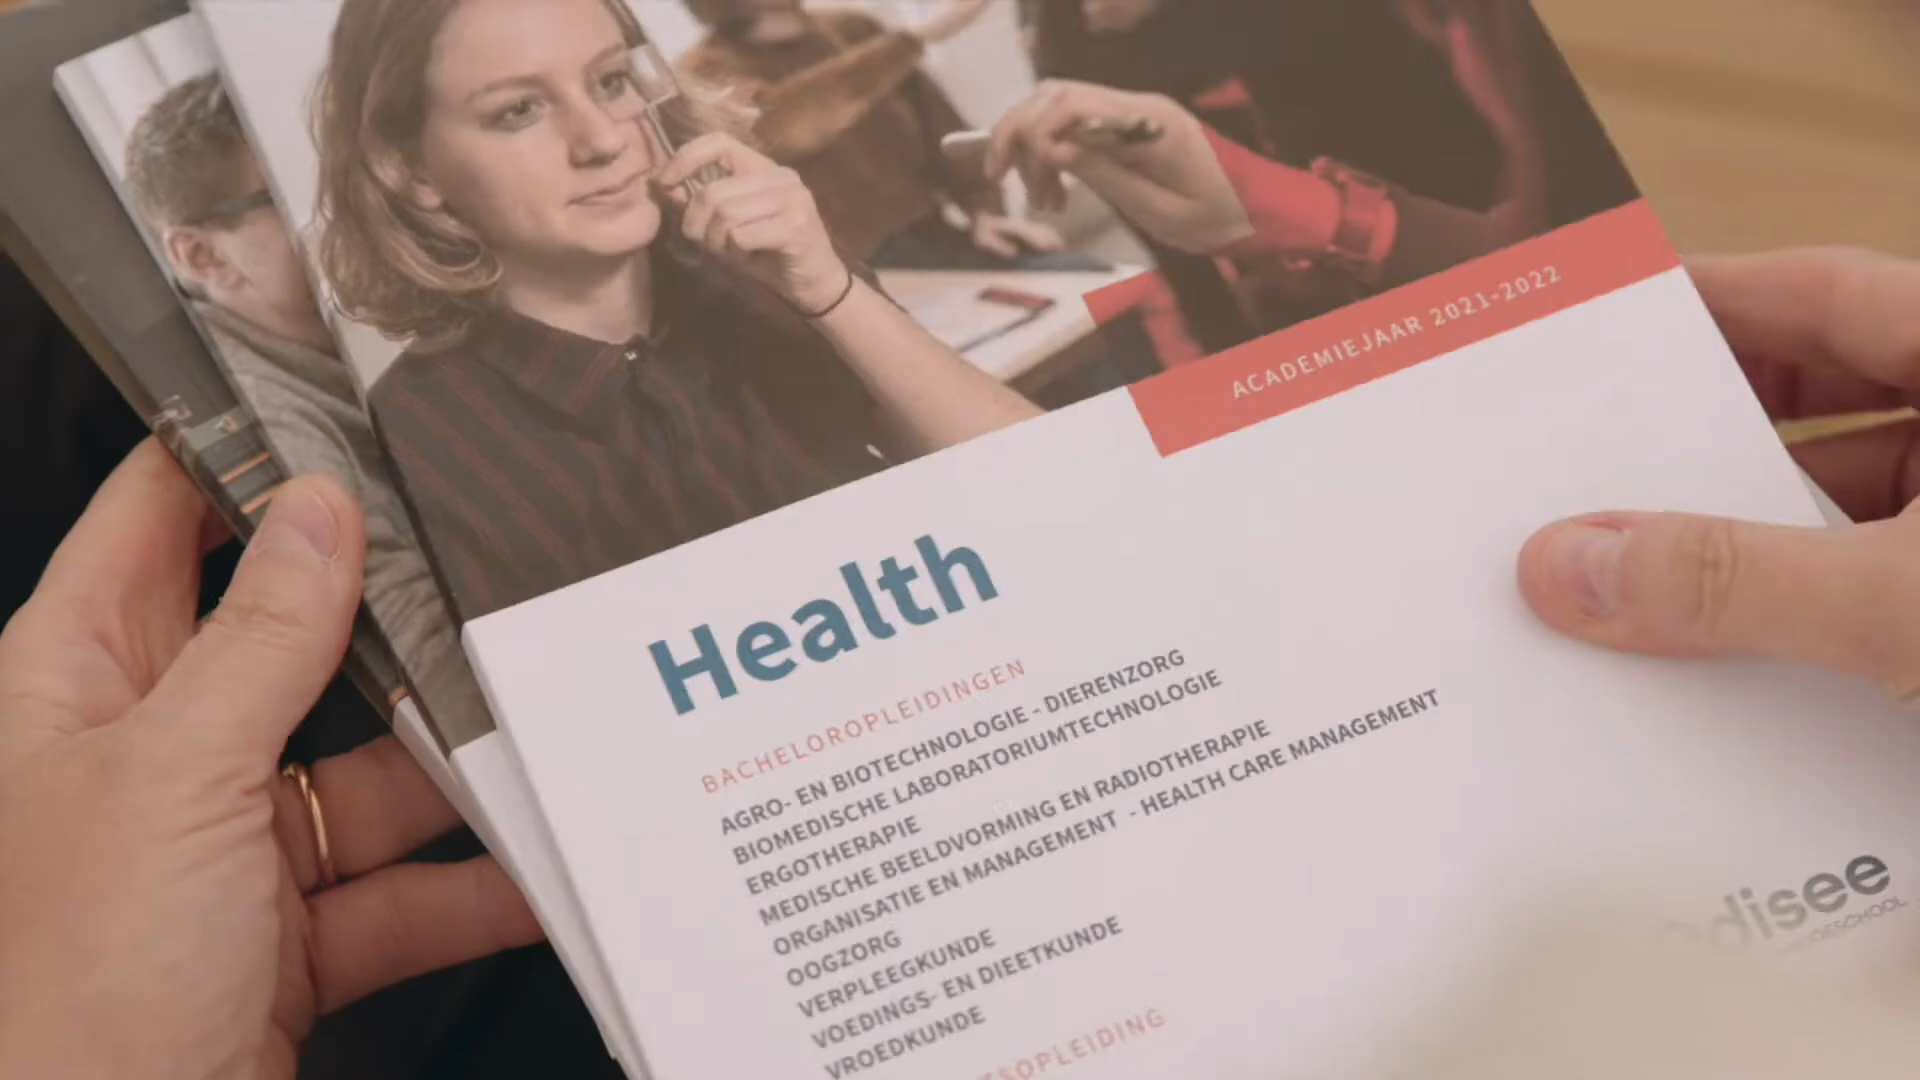 ACADEMIEJAAR 2021-2022
Health
BACHELOROPLEIDINGEN
AGRO- EN BIOTECHNOLOGIE - DIERENZORG
BIOMEDISCHE LABORATORIUMTECHNOLOGIE
ERGOTHERAPIE
MEDISCHE BEELDVORMING EN RADIOTHERAPIE
ORGANISATIE EN MANAGEMENT - HEALTH CARE MANAGEMENT
OOGZORG
VERPLEEGKUNDE
VOEDINGS- EN DIEETKUNDE
VROEDKUNDE